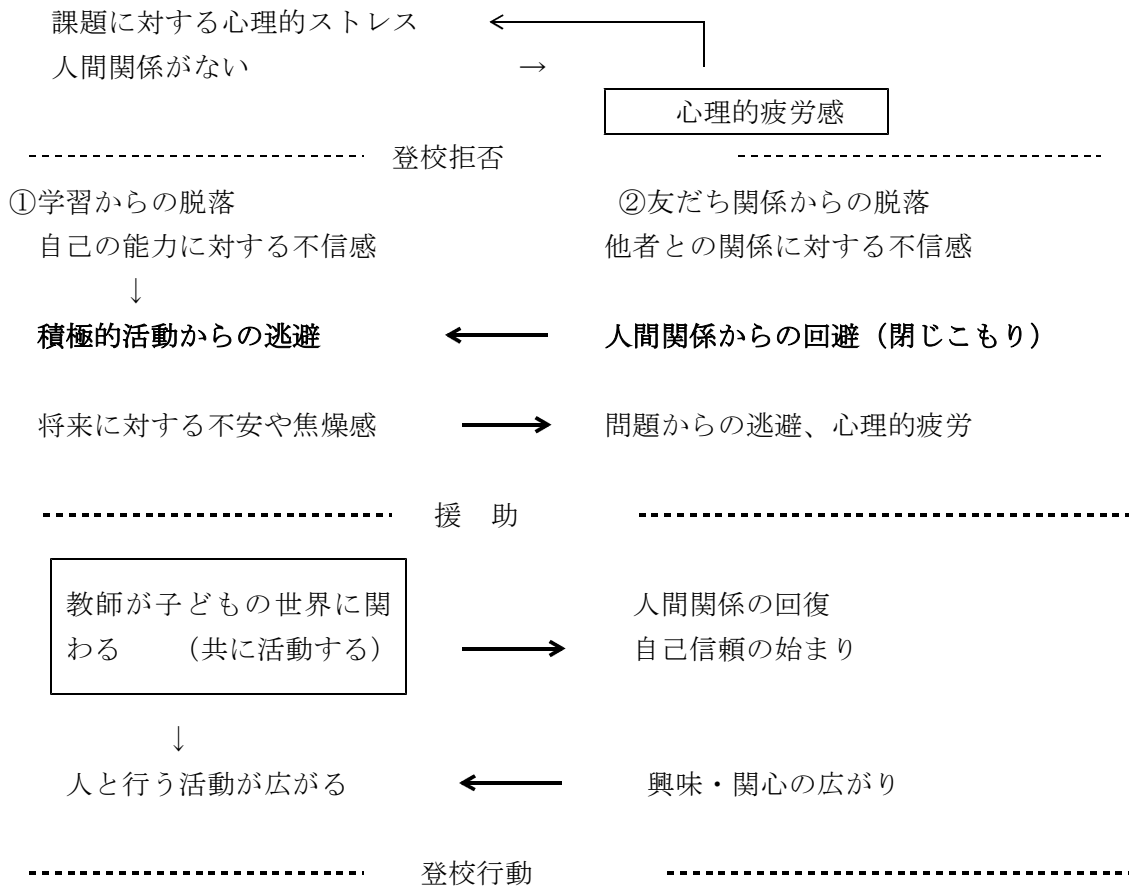 課題に対する心理的ストレス ←
人間関係がない →
心理的疲労感
登校拒否
①学習からの脱落 ②友だち関係からの脱落
自己の能力に対する不信感 他者との関係に対する不信感
↓
積極的活動からの逃避 ← 人間関係からの回避（閉じこもり）
将来に対する不安や焦燥感 → 問題からの逃避、心理的疲労
援 助
教師が子どもの世界に関 人間関係の回復
わる （共に活動する） → 自己信頼の始まり
↓
人と行う活動が広がる ← 興味・関心の広がり
登校行動